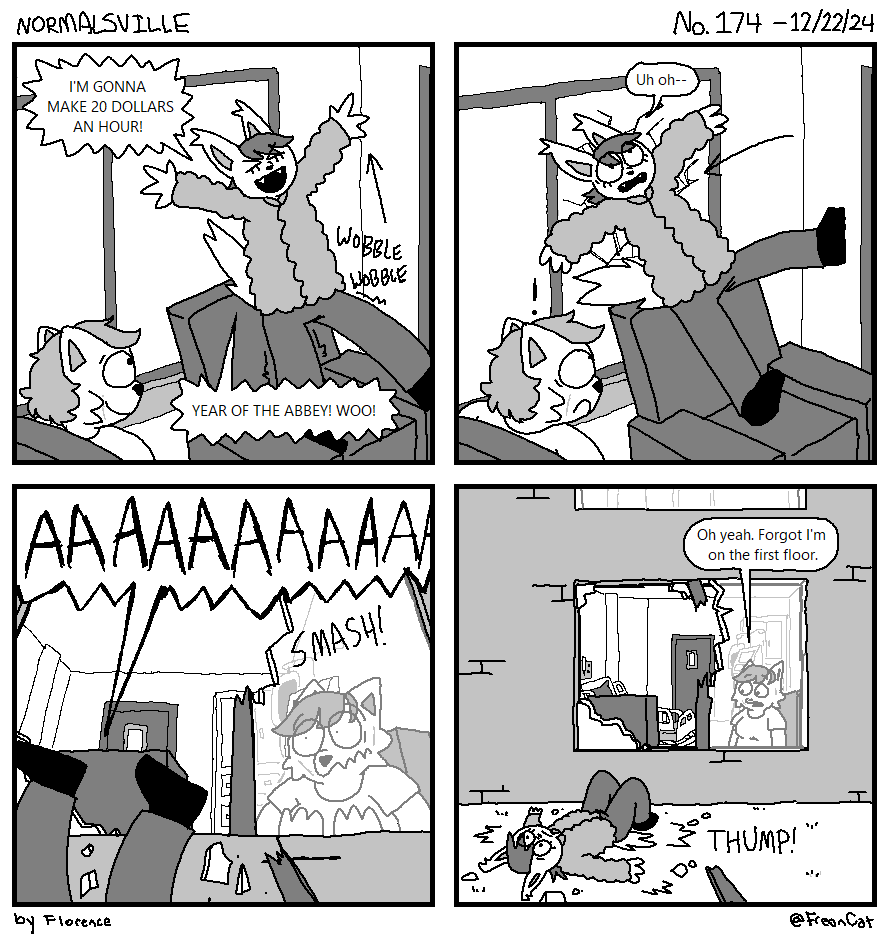 NORMALSVILLE
No. 174 - 12/22/24
I'M GONNA
MAKE 20 DOLLARS
AN HOUR!
WOBBLE
WOBBLE
YEAR OF THE ABBEY! WOO!
Uh oh--
!
AAAAAAAAA
SMASH!
Oh yeah. Forgot I'm
on the first floor.
THUMP!
by Florence
@FreonCat